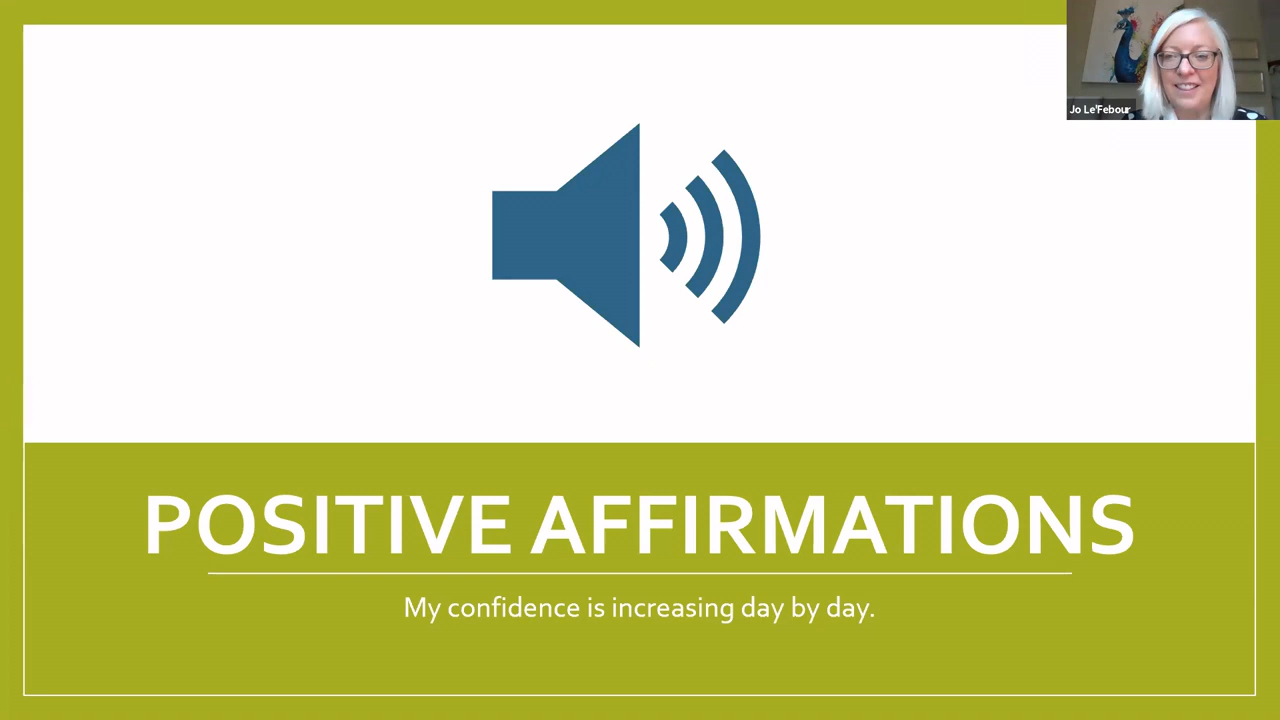 Jo Le'Febour
POSITIVE AFFIRMATIONS
My confidence is increasing day by day.